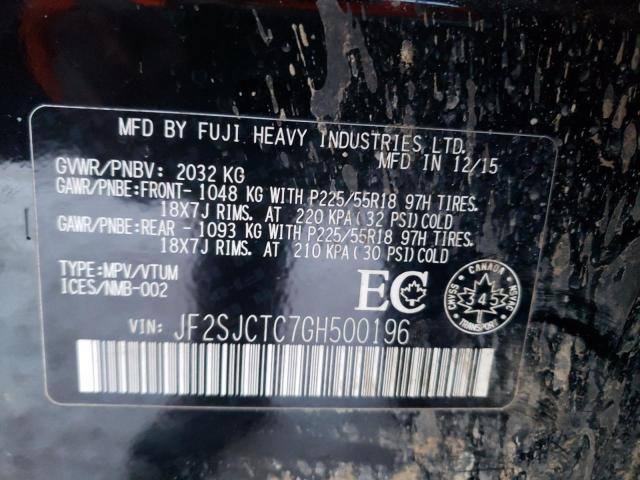 MFD BY FUJI HEAVY INDUSTRIES LTD.
MFD IN 12/15
GVWR/PNBV: 2032 KG
GAWR/PNBE:FRONT- 1048 KG WITH P225/55R18 97H TIRES.
18X7J RIMS. AT 220 KPA(32 PSI)COLD
GAWR/PNBE:REAR - 1093 KG WITH P225/55R18 97H TIRES.
18X7J RIMS. AT 210 KPA(30 PSI)COLD
TYPE:MPV/VTUM
ICES/NMB-002
EC
CANADA
CMVSS
345
NSVAC
VIN: JF2SJCTC7GH500196